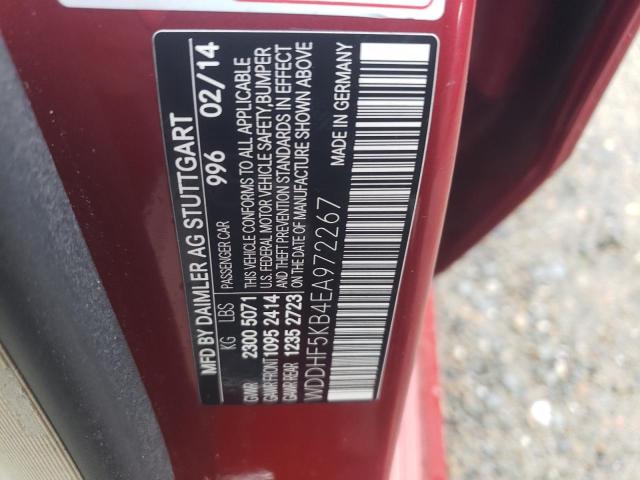 MFD BY DAIMLER AG STUTTGART
996 02/14
PASSENGER CAR
KG LBS
GVWR 2300 5071
GAWR FRONT 1095 2414
GAWR REAR 1235 2723
THIS VEHICLE CONFORMS TO ALL APPLICABLE
U.S. FEDERAL MOTOR VEHICLE SAFETY,BUMPER
AND THEFT PREVENTION STANDARDS IN EFFECT
ON THE DATE OF MANUFACTURE SHOWN ABOVE
MADE IN GERMANY
WDDHF5KB4EA972267